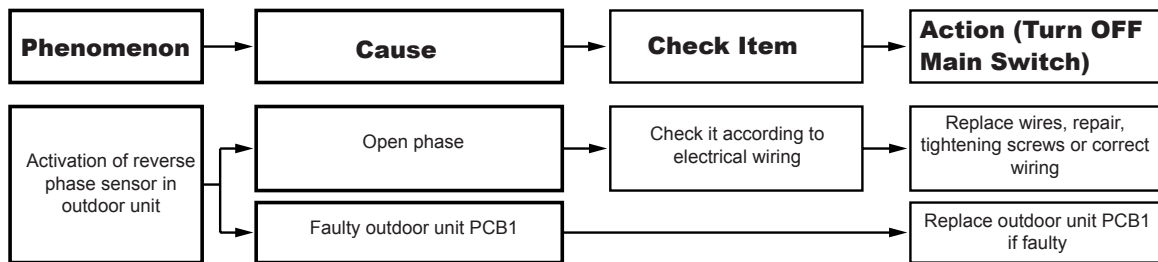 Phenomenon
Cause
Check Item
Action (Turn OFF
Main Switch)
Activation of reverse
phase sensor in
outdoor unit
Open phase
Check it according to
electrical wiring
Replace wires, repair,
tightening screws or correct
wiring
Faulty outdoor unit PCB1
Replace outdoor unit PCB1
if faulty